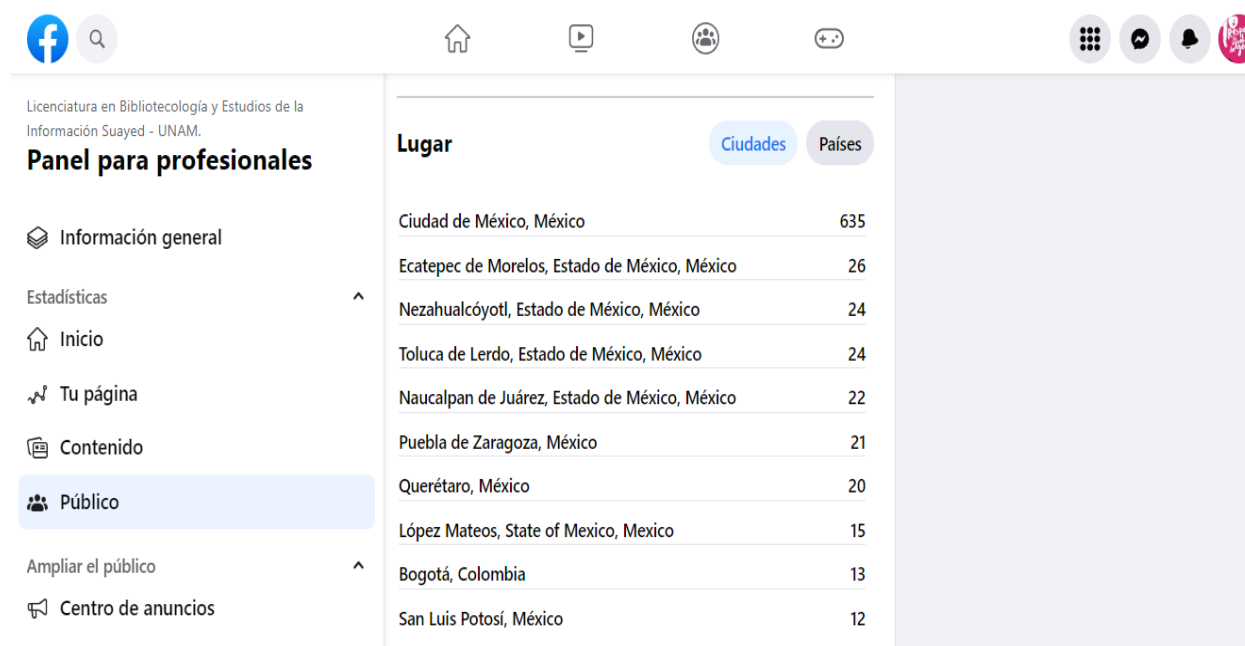 Licenciatura en Bibliotecología y Estudios de la
Información Suayed - UNAM.
Panel para profesionales
Información general
Estadísticas
Inicio
Tu página
Contenido
Público
Ampliar el público
Centro de anuncios
Lugar
Ciudades
Países
Ciudad de México, México 635
Ecatepec de Morelos, Estado de México, México 26
Nezahualcóyotl, Estado de México, México 24
Toluca de Lerdo, Estado de México, México 24
Naucalpan de Juárez, Estado de México, México 22
Puebla de Zaragoza, México 21
Querétaro, México 20
López Mateos, State of Mexico, Mexico 15
Bogotá, Colombia 13
San Luis Potosí, México 12